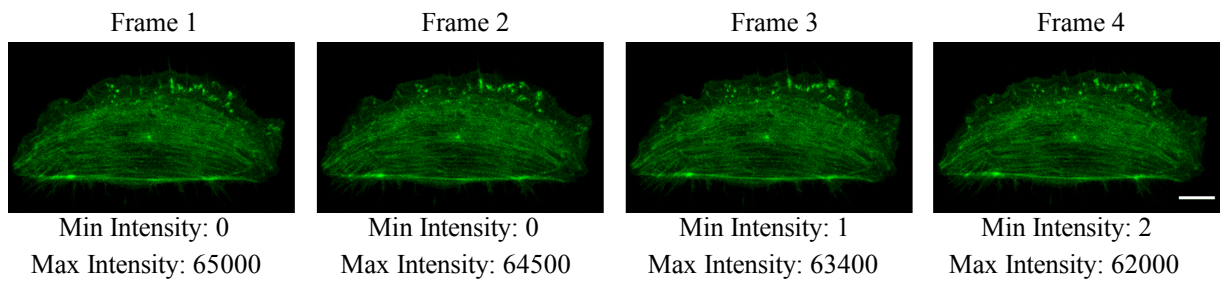 Frame 1
Frame 2
Frame 3
Frame 4
Min Intensity: 0
Min Intensity: 0
Min Intensity: 1
Min Intensity: 2
Max Intensity: 65000
Max Intensity: 64500
Max Intensity: 63400
Max Intensity: 62000